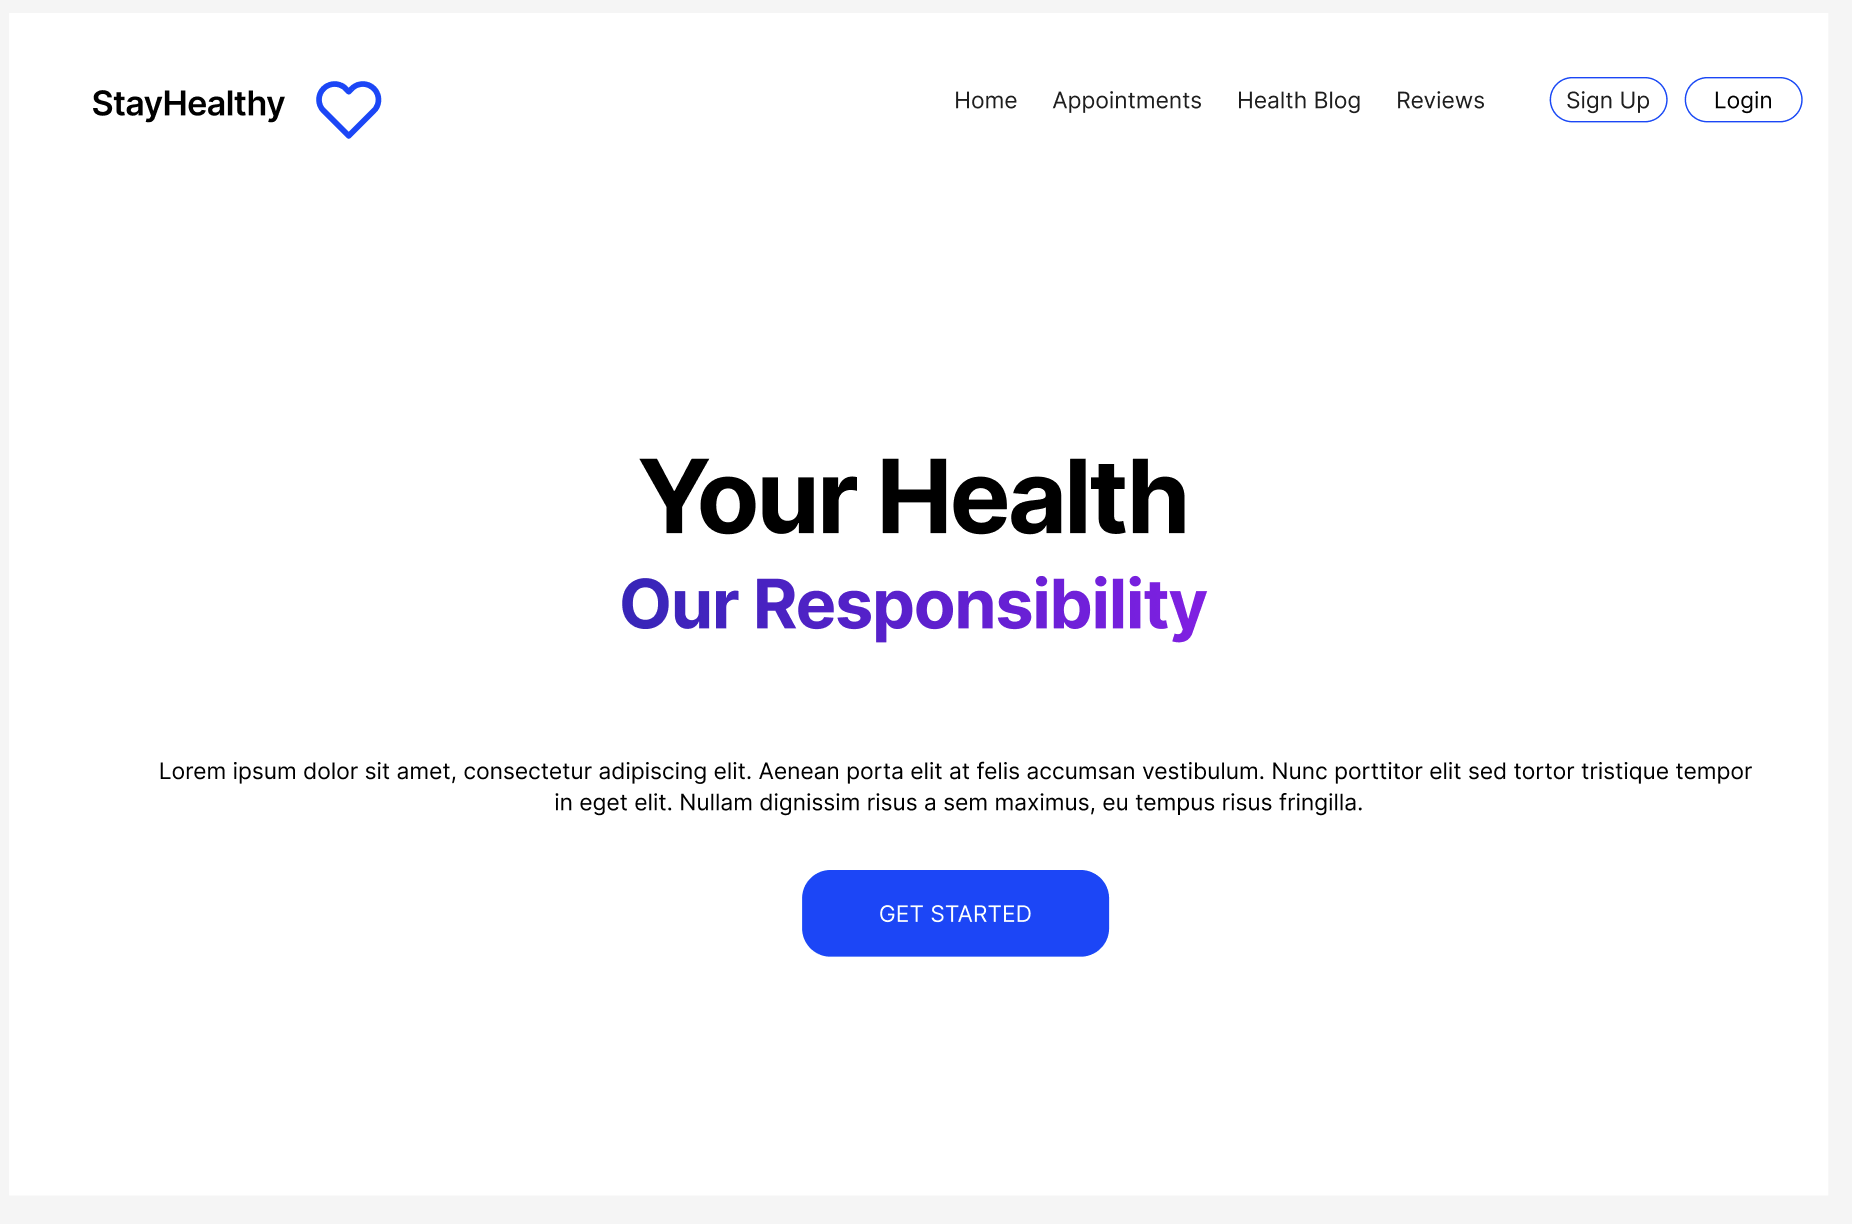 StayHealthy
Home Appointments Health Blog Reviews Sign Up Login
Your Health
Our Responsibility
Lorem ipsum dolor sit amet, consectetur adipiscing elit. Aenean porta elit at felis accumsan vestibulum. Nunc porttitor elit sed tortor tristique tempor
in eget elit. Nullam dignissim risus a sem maximus, eu tempus risus fringilla.
GET STARTED